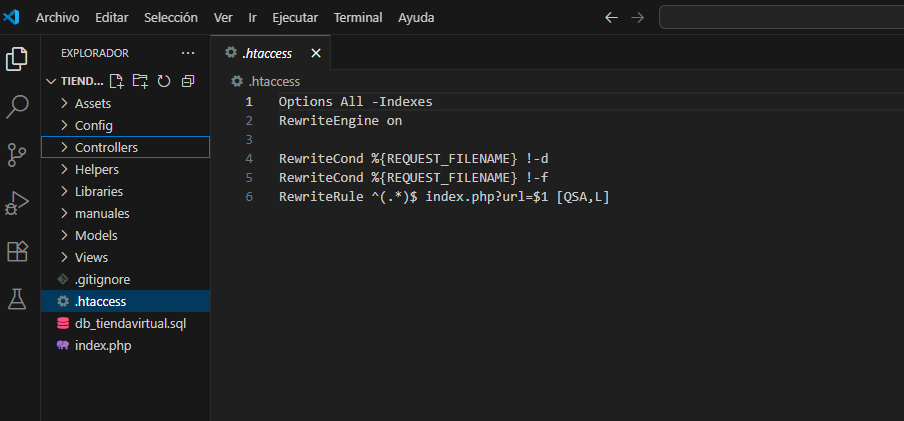 Archivo Editar Selección Ver Ir Ejecutar Terminal Ayuda
EXPLORADOR ···
.htaccess
TIEND...
.htaccess
Assets
Config
Controllers
Helpers
Libraries
manuales
Models
Views
.gitignore
.htaccess
db_tiendavirtual.sql
index.php
1 Options All -Indexes
2 RewriteEngine on
3
4 RewriteCond %{REQUEST_FILENAME} !-d
5 RewriteCond %{REQUEST_FILENAME} !-f
6 RewriteRule ^(.*)$ index.php?url=$1 [QSA,L]